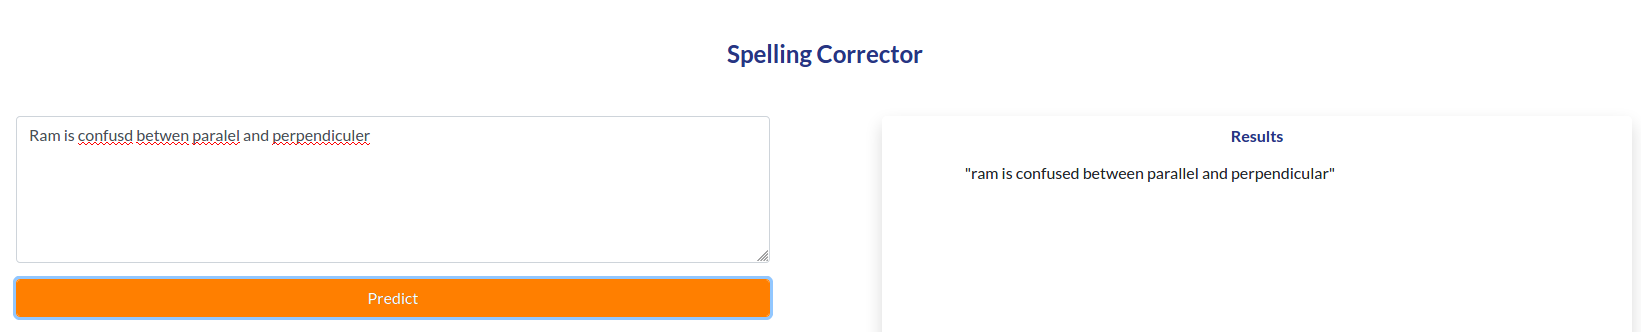 Spelling Corrector
Ram is confusd betwen paralel and perpendiculer
Predict
Results
"ram is confused between parallel and perpendicular"